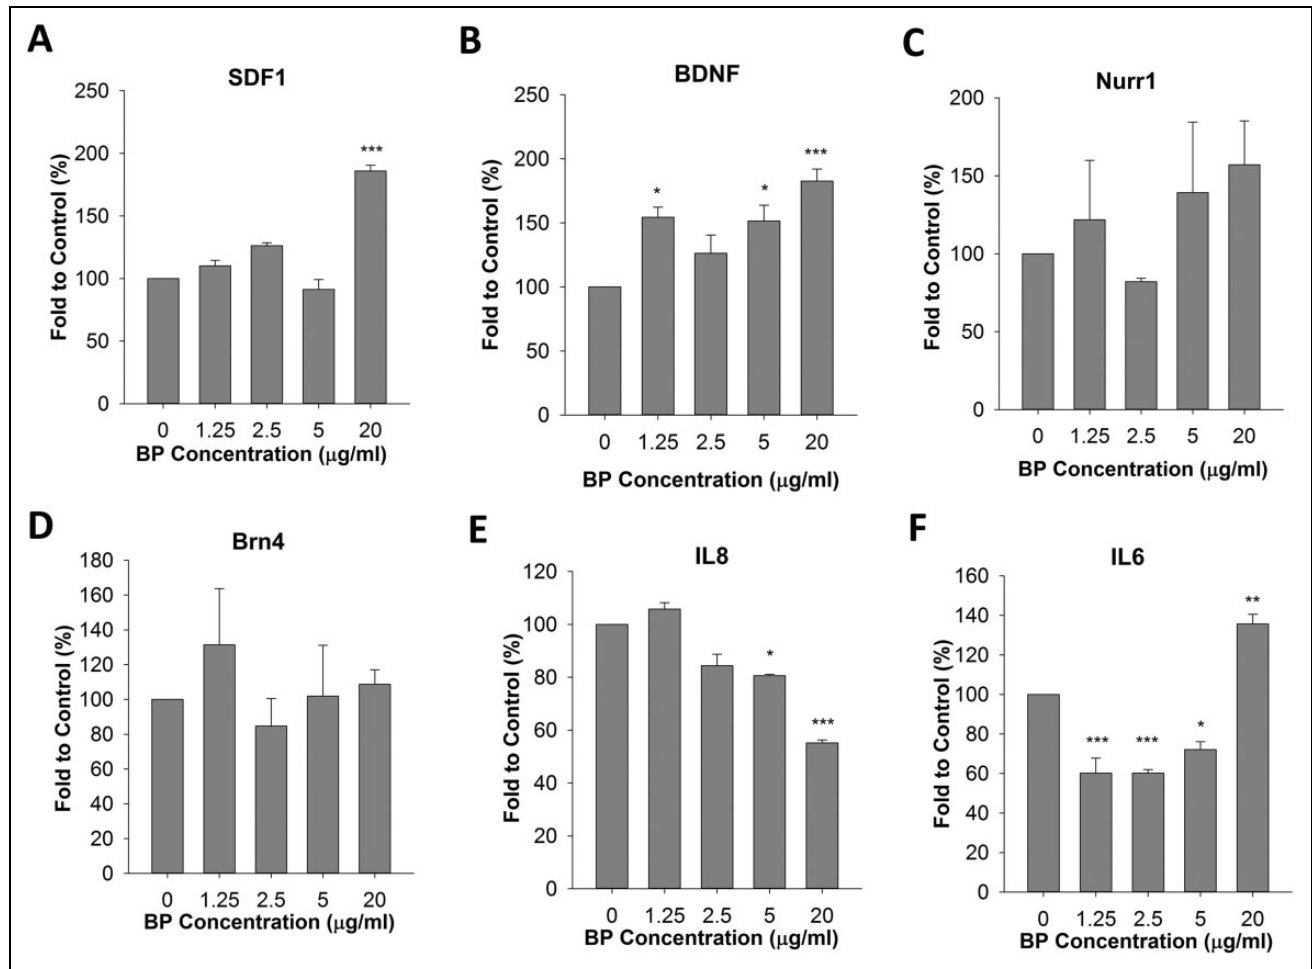 A
SDF1
Fold to Control (%)
250
200
150
100
50
0
***
0 1.25 2.5 5 20
BP Concentration (μg/ml)
B
BDNF
Fold to Control (%)
250
200
150
100
50
0
* * ***
0 1.25 2.5 5 20
BP Concentration (μg/ml)
C
Nurr1
Fold to Control (%)
200
150
100
50
0
0 1.25 2.5 5 20
BP Concentration (μg/ml)
D
Brn4
Fold to Control (%)
180
160
140
120
100
80
60
40
20
0
0 1.25 2.5 5 20
BP Concentration (μg/ml)
E
IL8
Fold to Control (%)
120
100
80
60
40
20
0
* ***
0 1.25 2.5 5 20
BP Concentration (μg/ml)
F
IL6
Fold to Control (%)
160
140
120
100
80
60
40
20
0
*** *** * **
0 1.25 2.5 5 20
BP Concentration (μg/ml)